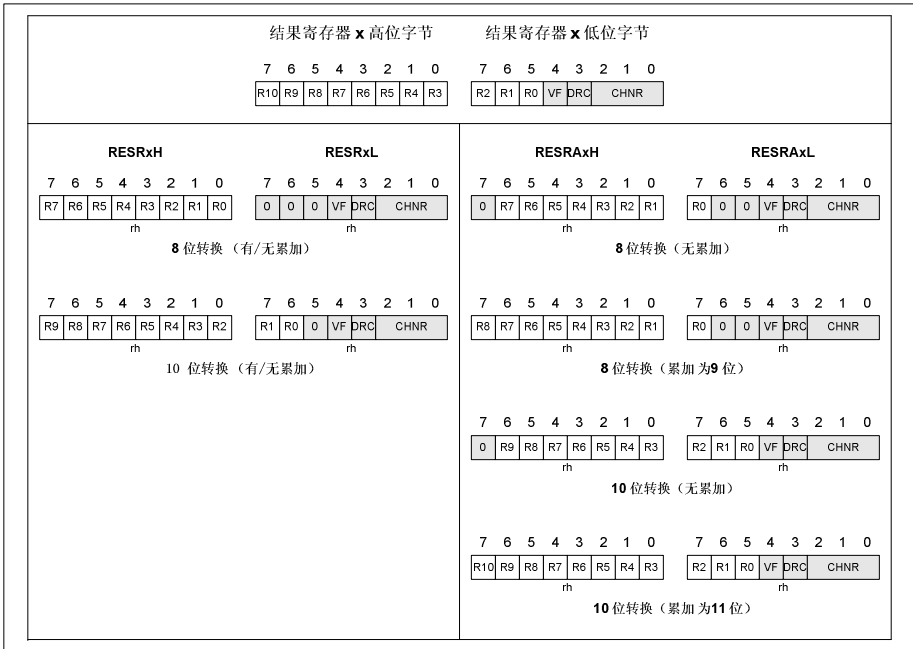 结果寄存器 x 高位字节 结果寄存器 x 低位字节
7 6 5 4 3 2 1 0 7 6 5 4 3 2 1 0
R10 R9 R8 R7 R6 R5 R4 R3 R2 R1 R0 VF DRC CHNR
RESRxH RESRxL
7 6 5 4 3 2 1 0 7 6 5 4 3 2 1 0
R7 R6 R5 R4 R3 R2 R1 R0 0 0 0 VF DRC CHNR
rh rh
8 位转换（有/无累加）
7 6 5 4 3 2 1 0 7 6 5 4 3 2 1 0
R9 R8 R7 R6 R5 R4 R3 R2 R1 R0 0 VF DRC CHNR
rh rh
10 位转换（有/无累加）
RESRAxH RESRAxL
7 6 5 4 3 2 1 0 7 6 5 4 3 2 1 0
0 R7 R6 R5 R4 R3 R2 R1 R0 0 0 VF DRC CHNR
rh rh
8 位转换（无累加）
7 6 5 4 3 2 1 0 7 6 5 4 3 2 1 0
R8 R7 R6 R5 R4 R3 R2 R1 R0 0 0 VF DRC CHNR
rh rh
8 位转换（累加 为9 位）
7 6 5 4 3 2 1 0 7 6 5 4 3 2 1 0
0 R9 R8 R7 R6 R5 R4 R3 R2 R1 R0 VF DRC CHNR
rh rh
10 位转换（无累加）
7 6 5 4 3 2 1 0 7 6 5 4 3 2 1 0
R10 R9 R8 R7 R6 R5 R4 R3 R2 R1 R0 VF DRC CHNR
rh rh
10 位转换（累加 为11 位）